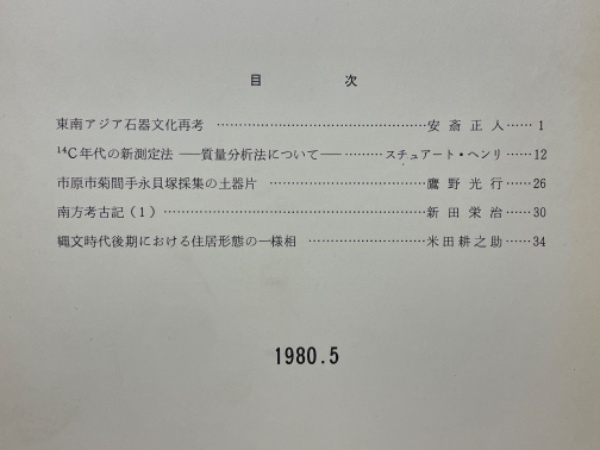 目次
東南アジア石器文化再考 …… 安斎正人 …… 1
¹⁴C年代の新測定法 ―質量分析法について― …… スチュアート・ヘンリ …… 12
市原市菊間手永貝塚採集の土器片 …… 鷹野光行 …… 26
南方考古記(1) …… 新田栄治 …… 30
縄文時代後期における住居形態の一様相 …… 米田耕之助 …… 34
1980.5